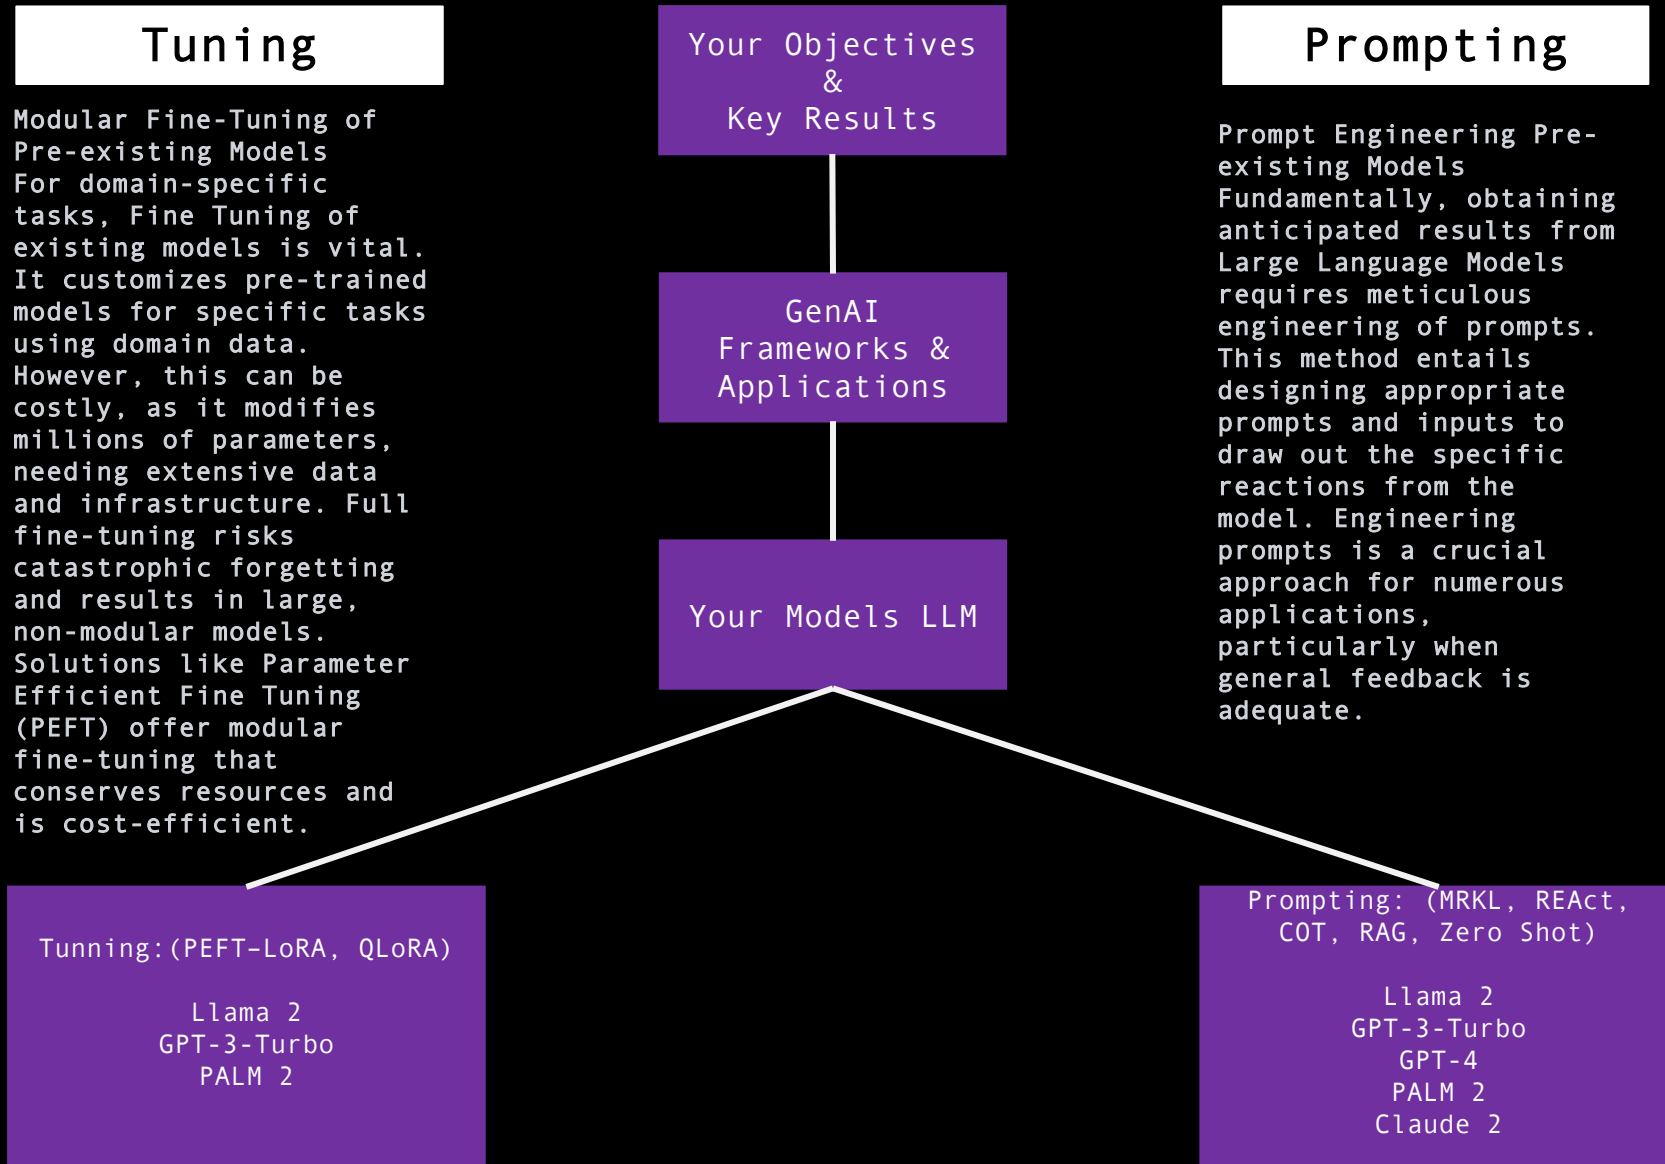 Tuning
Modular Fine-Tuning of
Pre-existing Models
For domain-specific
tasks, Fine Tuning of
existing models is vital.
It customizes pre-trained
models for specific tasks
using domain data.
However, this can be
costly, as it modifies
millions of parameters,
needing extensive data
and infrastructure. Full
fine-tuning risks
catastrophic forgetting
and results in large,
non-modular models.
Solutions like Parameter
Efficient Fine Tuning
(PEFT) offer modular
fine-tuning that
conserves resources and
is cost-efficient.
Your Objectives
&
Key Results
GenAI
Frameworks &
Applications
Your Models LLM
Prompting
Prompt Engineering Pre-
existing Models
Fundamentally, obtaining
anticipated results from
Large Language Models
requires meticulous
engineering of prompts.
This method entails
designing appropriate
prompts and inputs to
draw out the specific
reactions from the
model. Engineering
prompts is a crucial
approach for numerous
applications,
particularly when
general feedback is
adequate.
Tunning:(PEFT–LoRA, QLoRA)
Llama 2
GPT-3-Turbo
PALM 2
Prompting: (MRKL, REAct,
COT, RAG, Zero Shot)
Llama 2
GPT-3-Turbo
GPT-4
PALM 2
Claude 2